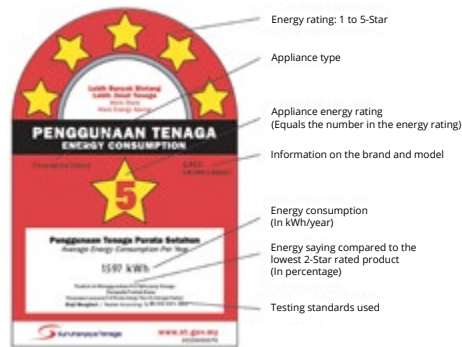 Energy rating: 1 to 5-Star
Lebih Banyak Bintang
Lebih Jimat Tenaga
More Stars
More Energy Saving
Appliance type
PENGGUNAAN TENAGA
ENERGY CONSUMPTION
Appliance energy rating
(Equals the number in the energy rating)
Information on the brand and model
5
Penggunaan Tenaga Purata Setahun
Average Energy Consumption Per Year
1597 kWh
Energy consumption
(In kWh/year)
Energy saying compared to the
lowest 2-Star rated product
(In percentage)
Testing standards used
Suruhanjaya Tenaga
www.st.gov.my